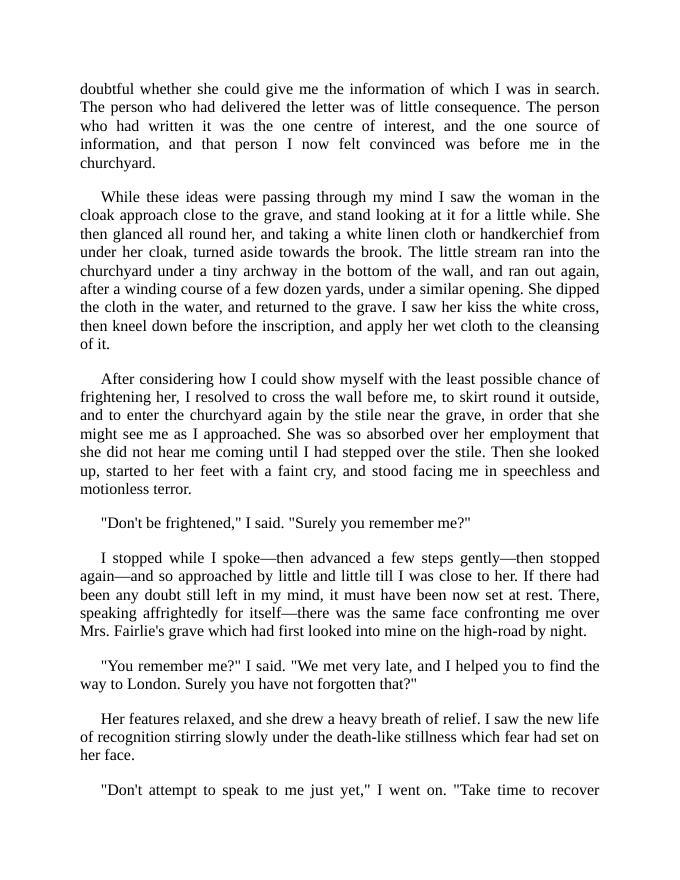 doubtful whether she could give me the information of which I was in search.
The person who had delivered the letter was of little consequence. The person
who had written it was the one centre of interest, and the one source of
information, and that person I now felt convinced was before me in the
churchyard.
While these ideas were passing through my mind I saw the woman in the
cloak approach close to the grave, and stand looking at it for a little while. She
then glanced all round her, and taking a white linen cloth or handkerchief from
under her cloak, turned aside towards the brook. The little stream ran into the
churchyard under a tiny archway in the bottom of the wall, and ran out again,
after a winding course of a few dozen yards, under a similar opening. She dipped
the cloth in the water, and returned to the grave. I saw her kiss the white cross,
then kneel down before the inscription, and apply her wet cloth to the cleansing
of it.
After considering how I could show myself with the least possible chance of
frightening her, I resolved to cross the wall before me, to skirt round it outside,
and to enter the churchyard again by the stile near the grave, in order that she
might see me as I approached. She was so absorbed over her employment that
she did not hear me coming until I had stepped over the stile. Then she looked
up, started to her feet with a faint cry, and stood facing me in speechless and
motionless terror.
"Don't be frightened," I said. "Surely you remember me?"
I stopped while I spoke—then advanced a few steps gently—then stopped
again—and so approached by little and little till I was close to her. If there had
been any doubt still left in my mind, it must have been now set at rest. There,
speaking affrightedly for itself—there was the same face confronting me over
Mrs. Fairlie's grave which had first looked into mine on the high-road by night.
"You remember me?" I said. "We met very late, and I helped you to find the
way to London. Surely you have not forgotten that?"
Her features relaxed, and she drew a heavy breath of relief. I saw the new life
of recognition stirring slowly under the death-like stillness which fear had set on
her face.
"Don't attempt to speak to me just yet," I went on. "Take time to recover